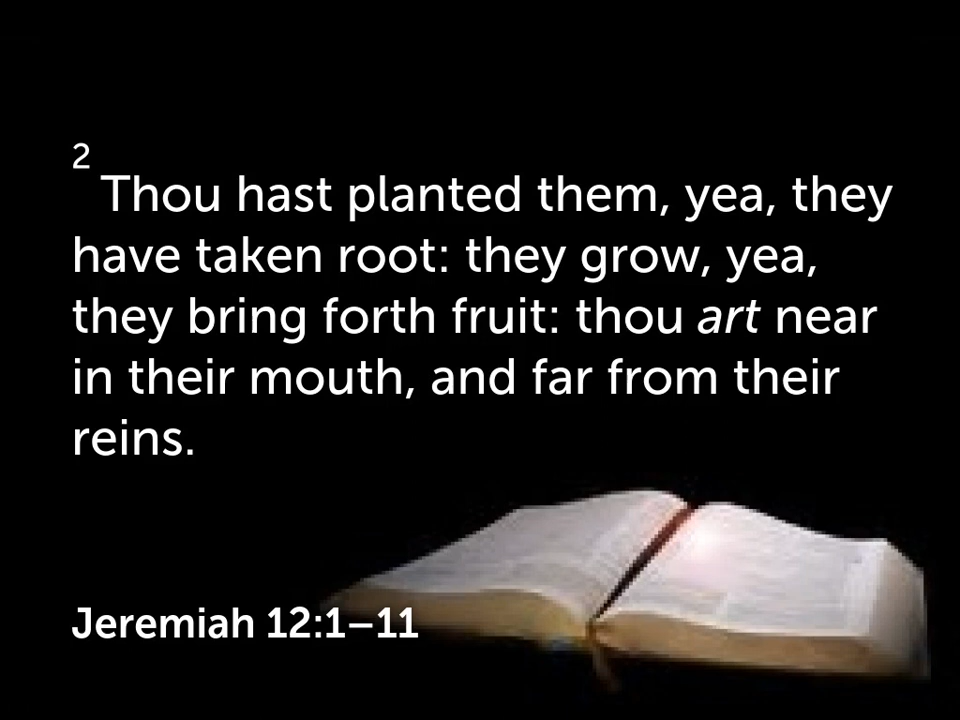 2
Thou hast planted them, yea, they
have taken root: they grow, yea,
they bring forth fruit: thou art near
in their mouth, and far from their
reins.
Jeremiah 12:1–11